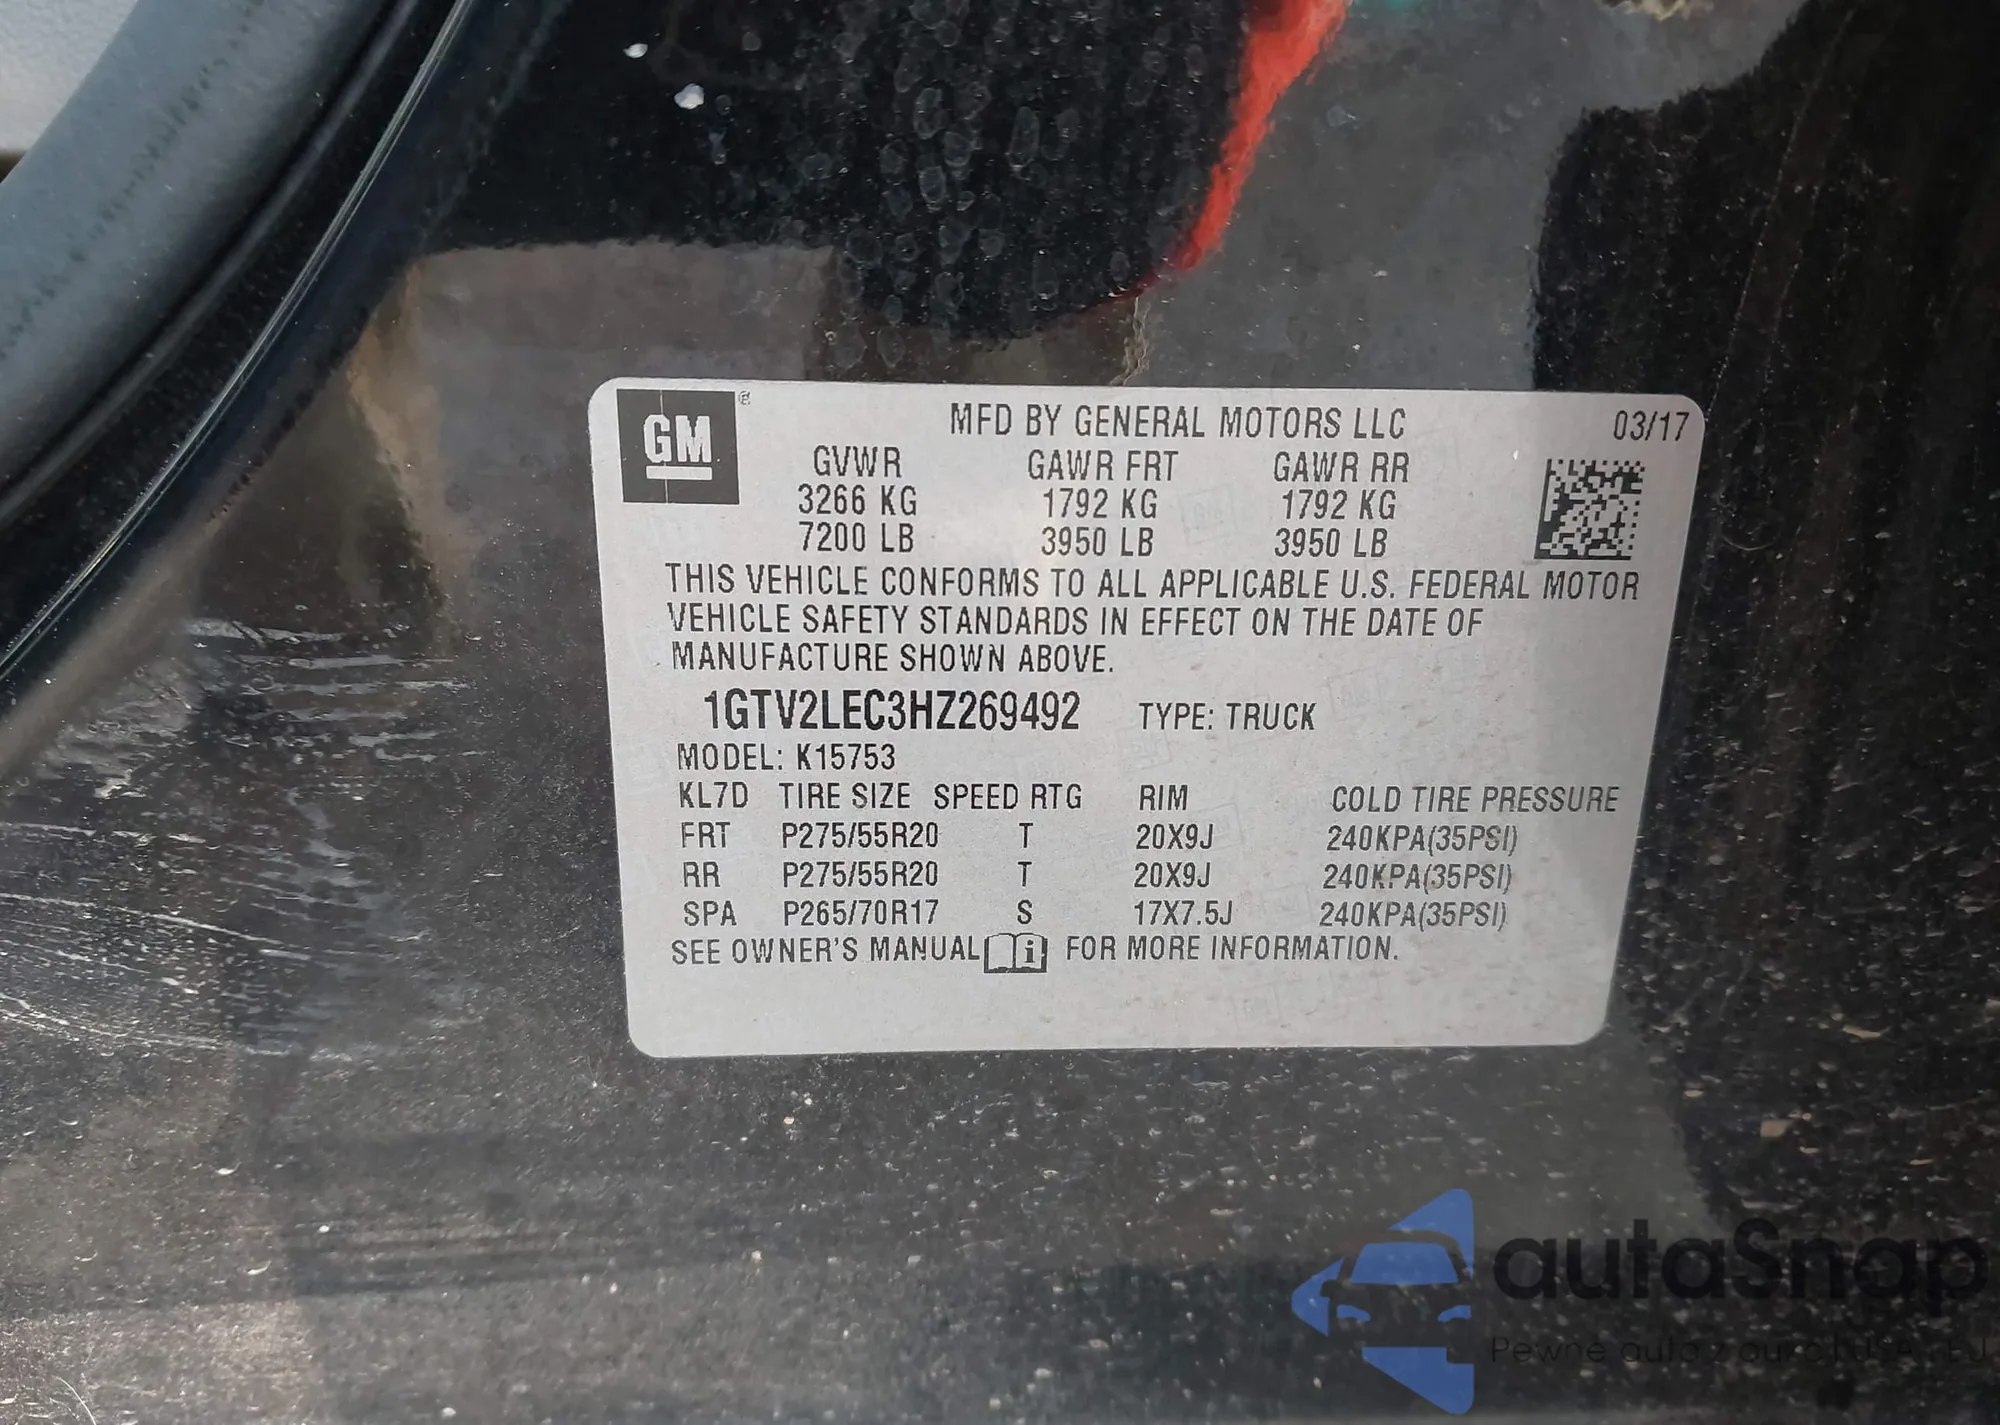 GM
®
MFD BY GENERAL MOTORS LLC
03/17
GVWR GAWR FRT GAWR RR
3266 KG 1792 KG 1792 KG
7200 LB 3950 LB 3950 LB
THIS VEHICLE CONFORMS TO ALL APPLICABLE U.S. FEDERAL MOTOR
VEHICLE SAFETY STANDARDS IN EFFECT ON THE DATE OF
MANUFACTURE SHOWN ABOVE.
1GTV2LEC3HZ269492 TYPE: TRUCK
MODEL: K15753
KL7D TIRE SIZE SPEED RTG RIM COLD TIRE PRESSURE
FRT P275/55R20 T 20X9J 240KPA(35PSI)
RR P275/55R20 T 20X9J 240KPA(35PSI)
SPA P265/70R17 S 17X7.5J 240KPA(35PSI)
SEE OWNER'S MANUAL i FOR MORE INFORMATION.
autaSnap
Pewne auta z